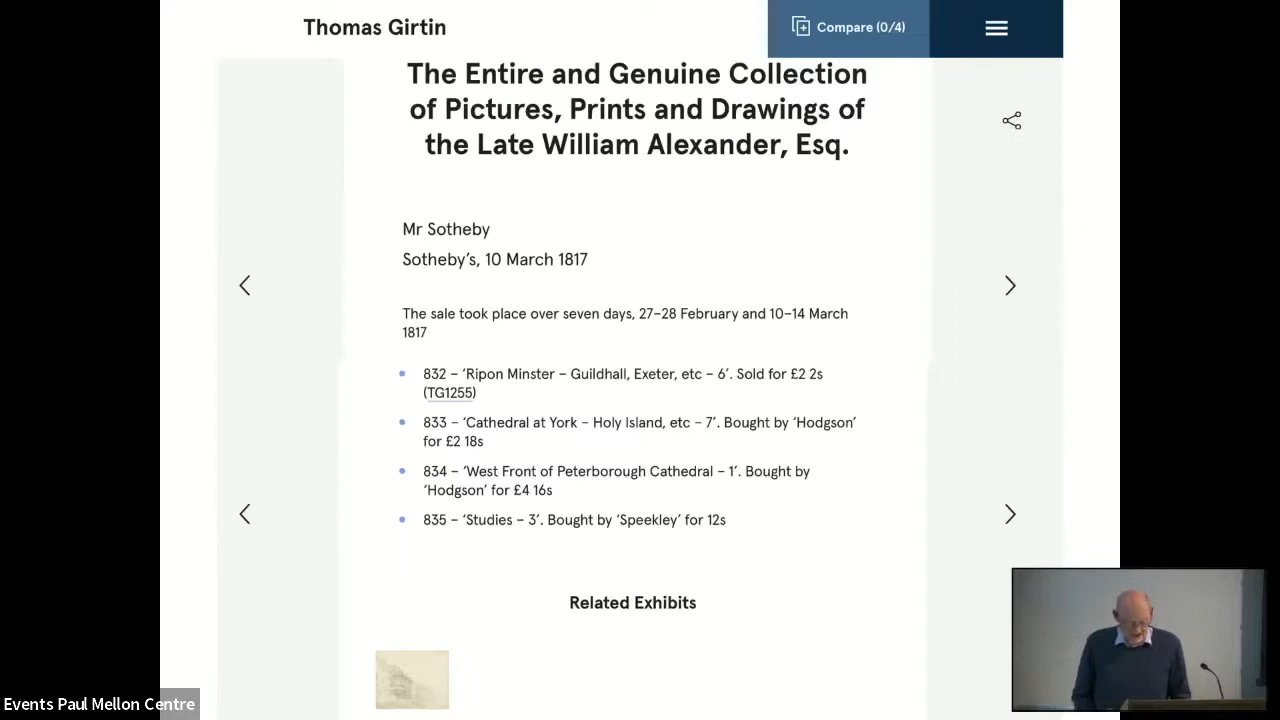 Thomas Girtin
Compare (0/4)
The Entire and Genuine Collection
of Pictures, Prints and Drawings of
the Late William Alexander, Esq.
Mr Sotheby
Sotheby's, 10 March 1817
The sale took place over seven days, 27–28 February and 10–14 March
1817
832 – 'Ripon Minster – Guildhall, Exeter, etc – 6'. Sold for £2 2s
(TG1255)
833 – 'Cathedral at York – Holy Island, etc – 7'. Bought by 'Hodgson'
for £2 18s
834 – 'West Front of Peterborough Cathedral – 1'. Bought by
'Hodgson' for £4 16s
835 – 'Studies – 3'. Bought by 'Speekley' for 12s
Related Exhibits
Events Paul Mellon Centre